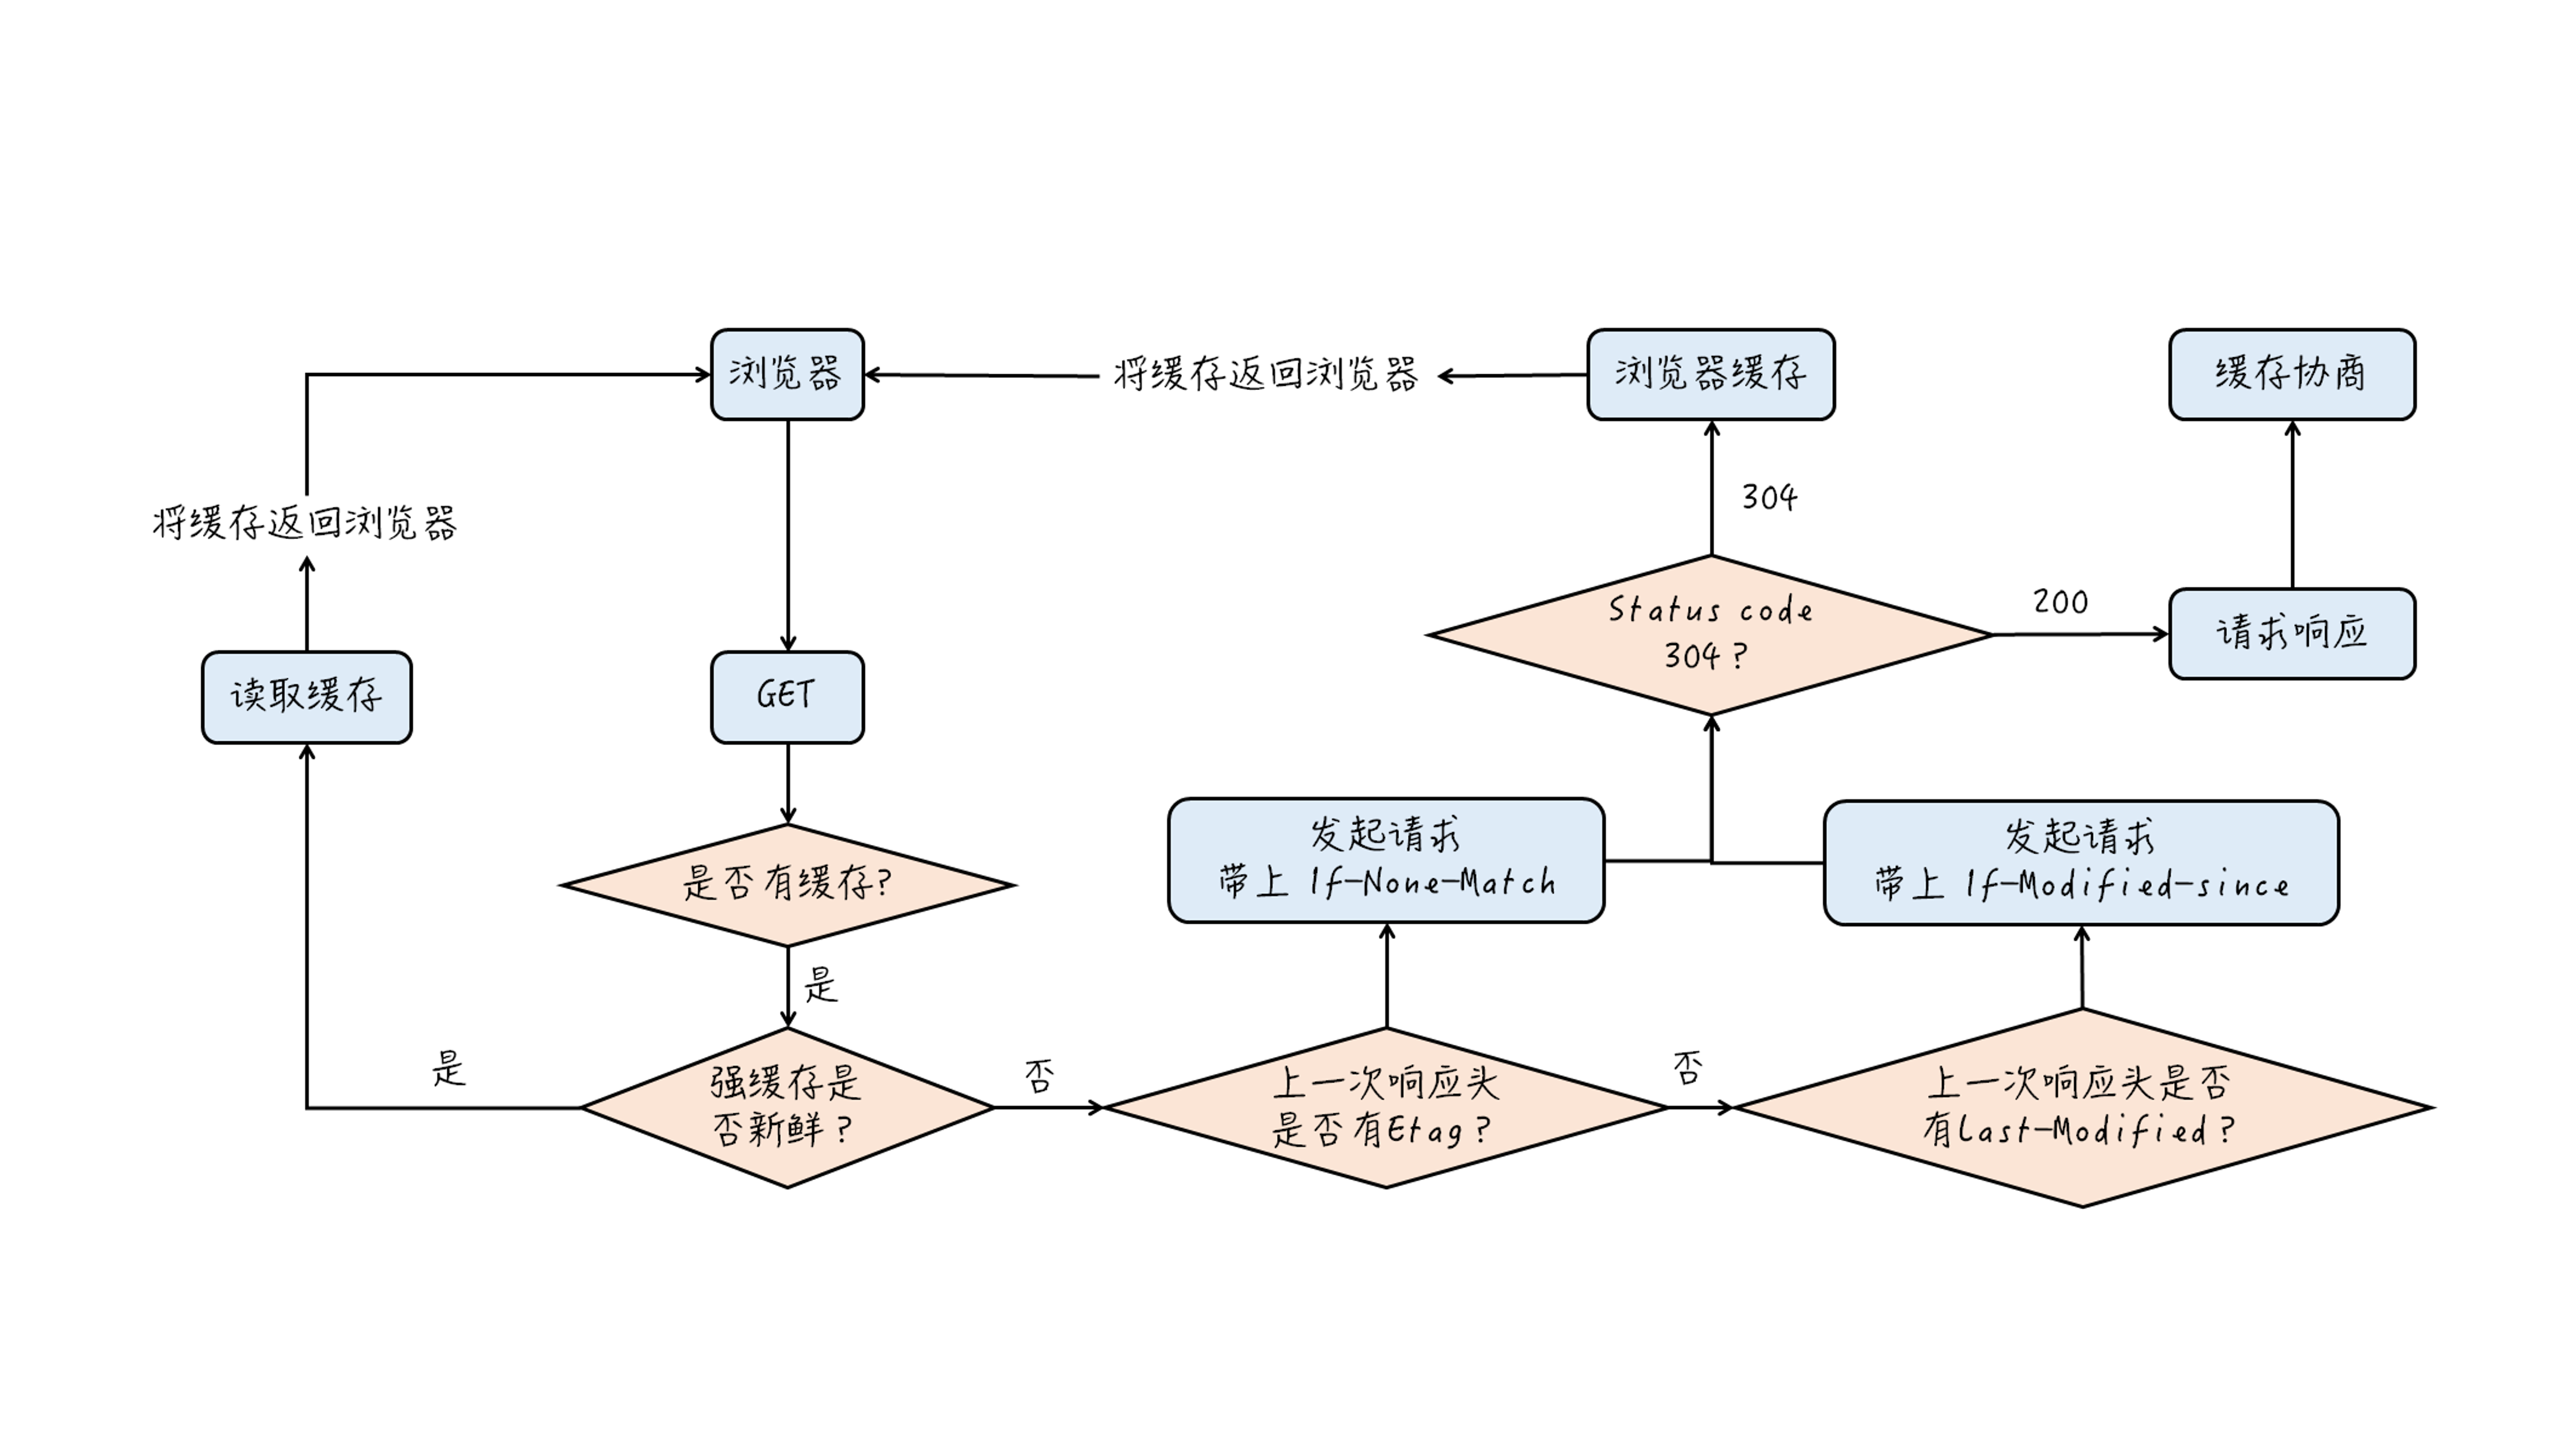 浏览器
将缓存返回浏览器
浏览器缓存
缓存协商
304
将缓存返回浏览器
Status code
304?
200
请求响应
读取缓存
GET
发起请求
带上 If-None-Match
发起请求
带上 If-Modified-since
是否有缓存?
是
是
强缓存是
否新鲜?
否
上一次响应头
是否有Etag?
否
上一次响应头是否
有Last-Modified?